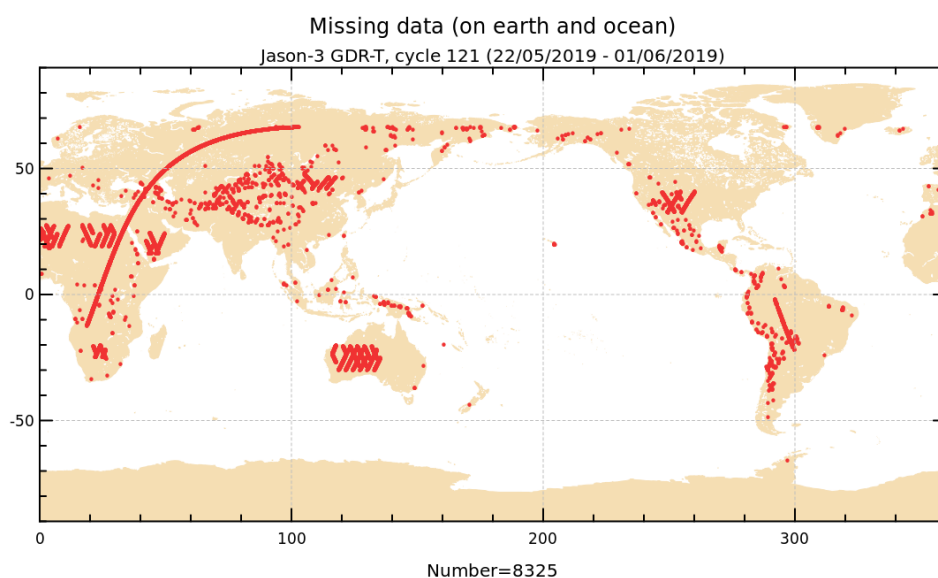 Missing data (on earth and ocean)
Jason-3 GDR-T, cycle 121 (22/05/2019 - 01/06/2019)
50
0
-50
0
100
200
300
Number=8325